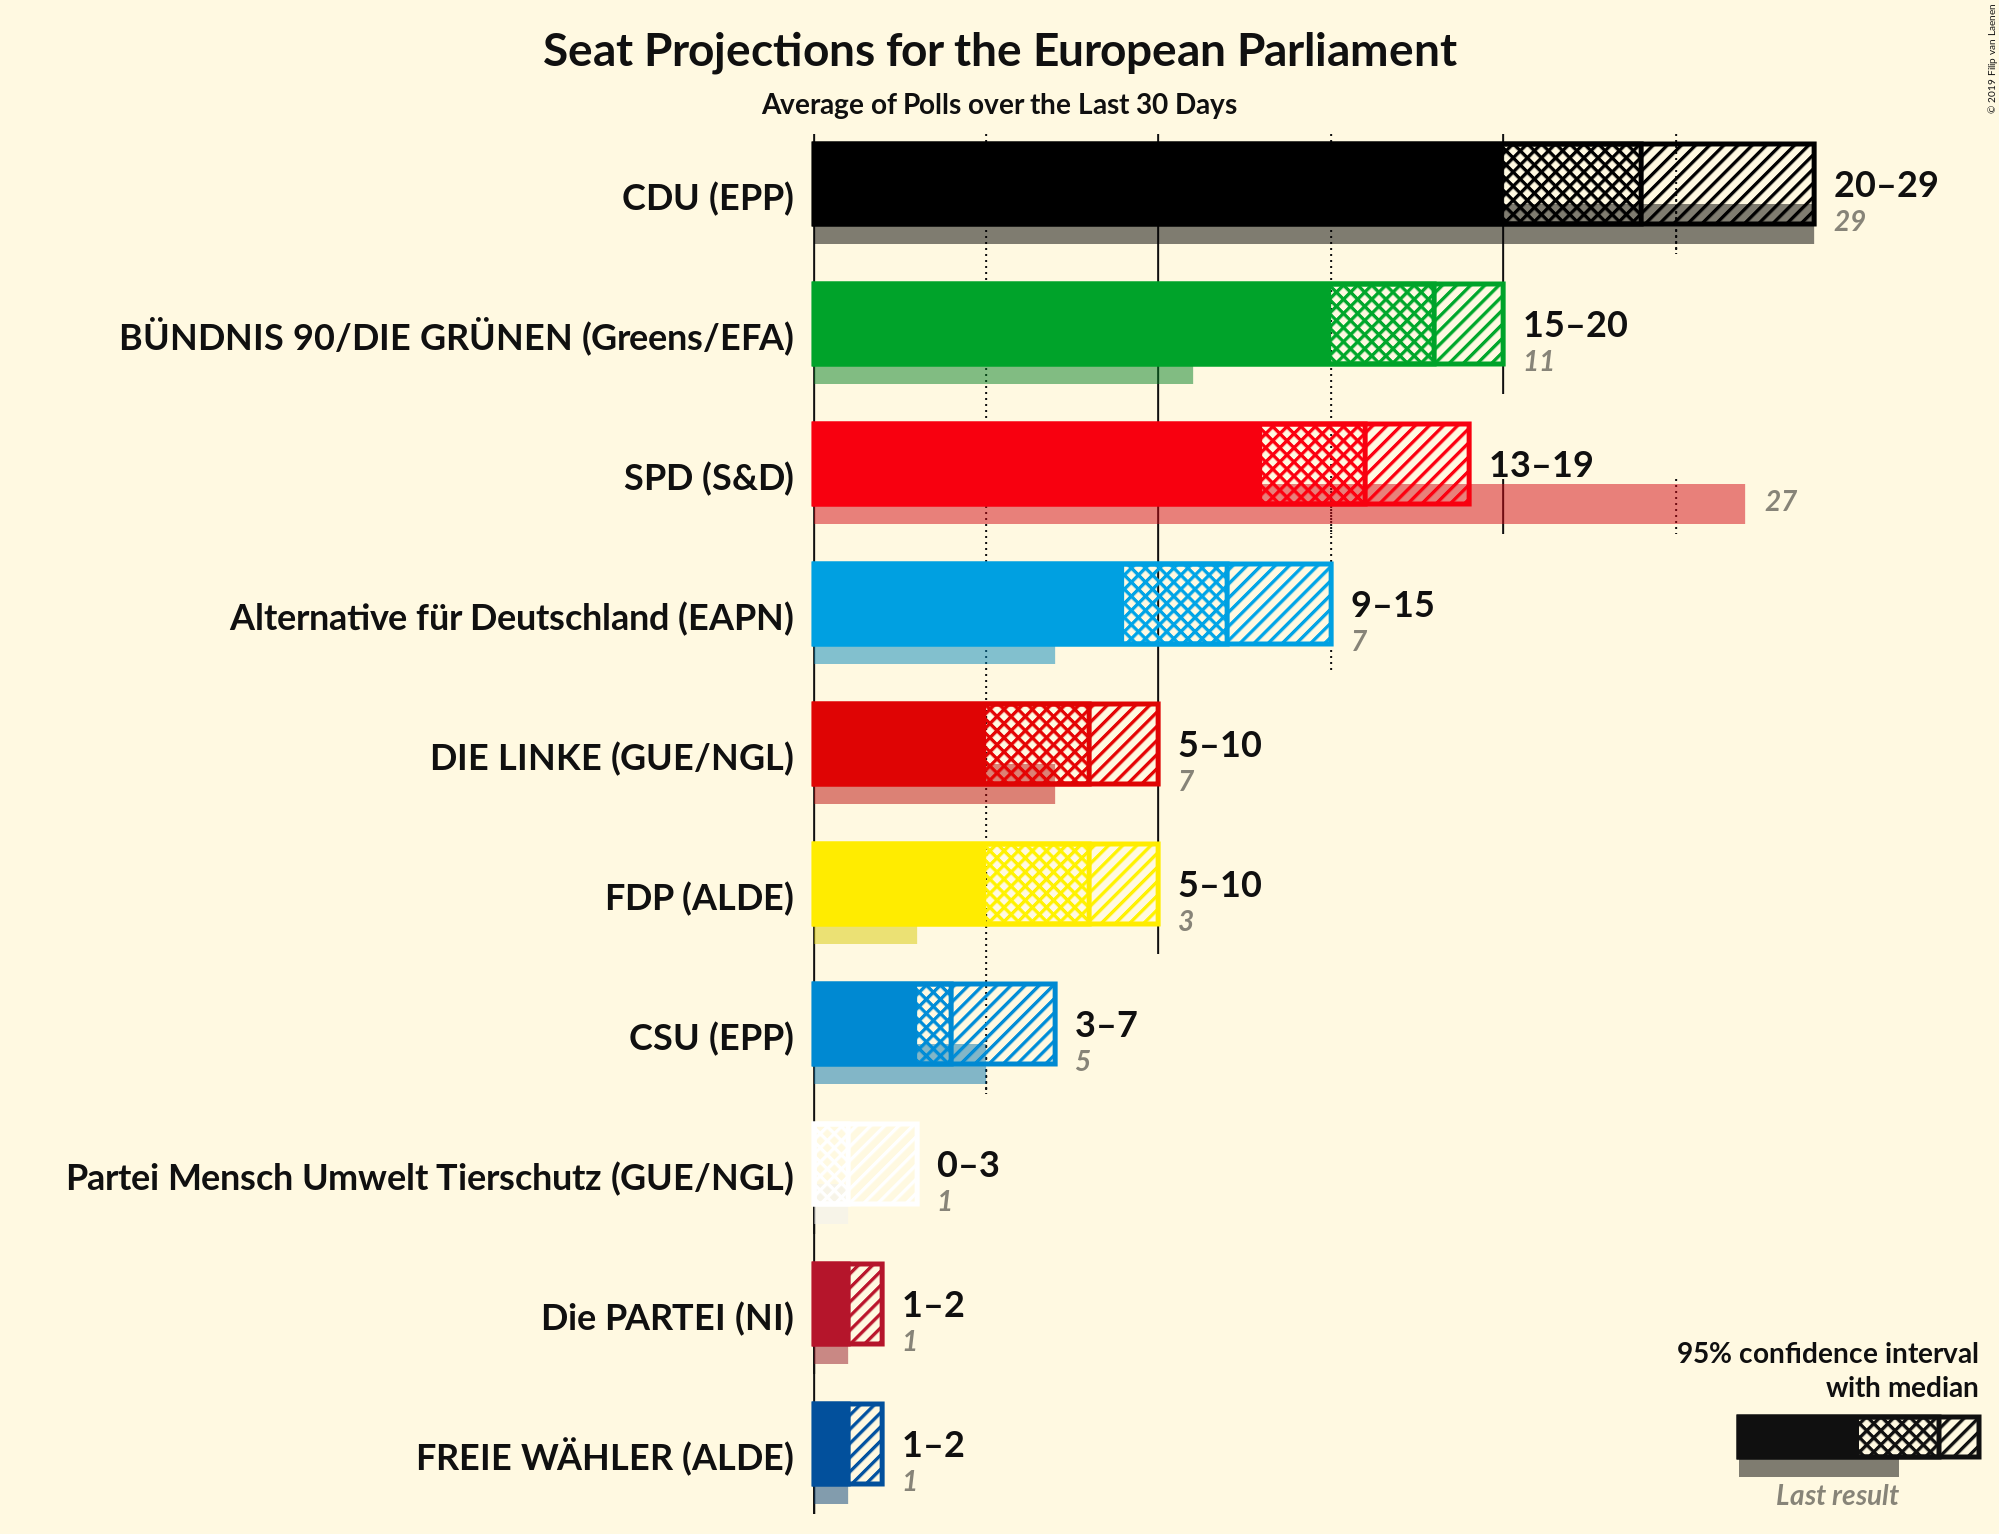 Seat Projections for the European Parliament
Average of Polls over the Last 30 Days
© 2019 Filip van Laenen
CDU (EPP)
20–29
29
BÜNDNIS 90/DIE GRÜNEN (Greens/EFA)
15–20
11
SPD (S&D)
13–19
27
Alternative für Deutschland (EAPN)
9–15
7
DIE LINKE (GUE/NGL)
5–10
7
FDP (ALDE)
5–10
3
CSU (EPP)
3–7
5
Partei Mensch Umwelt Tierschutz (GUE/NGL)
0–3
1
Die PARTEI (NI)
1–2
1
FREIE WÄHLER (ALDE)
1–2
1
95% confidence interval
with median
Last result